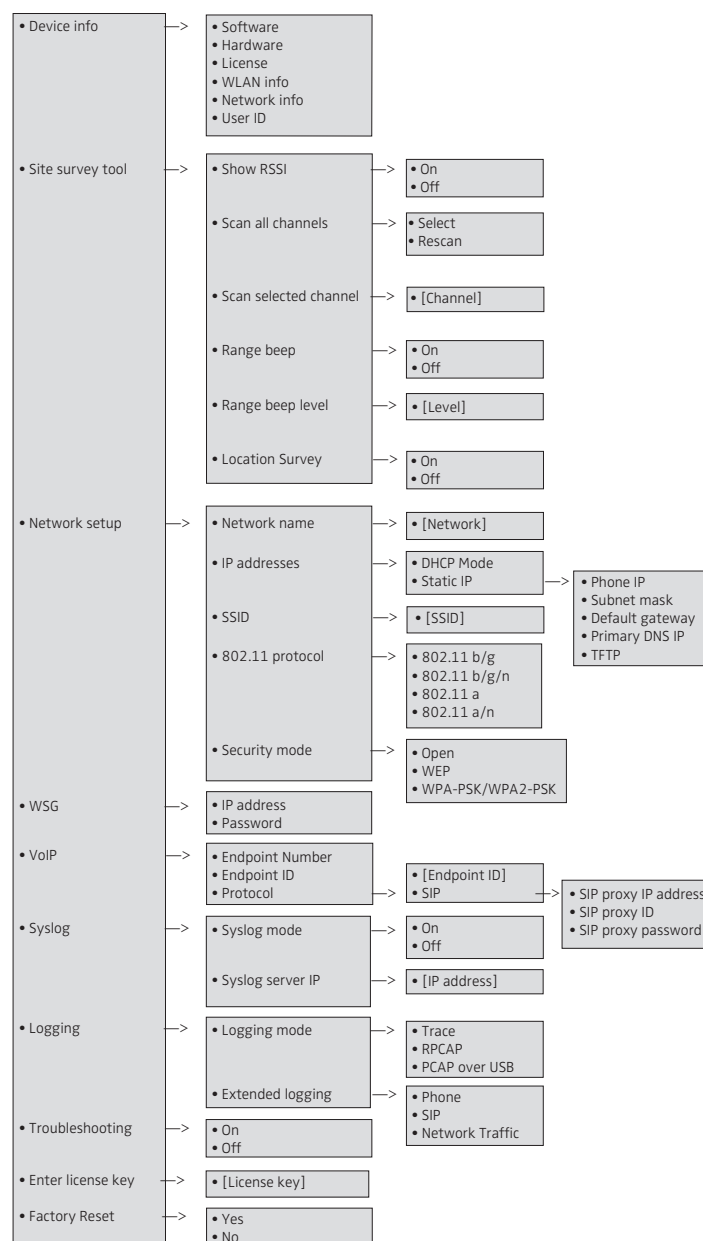 • Device info —> • Software
• Hardware
• License
• WLAN info
• Network info
• User ID
• Site survey tool —> • Show RSSI —> • On
• Off
• Scan all channels —> • Select
• Rescan
• Scan selected channel —> • [Channel]
• Range beep —> • On
• Off
• Range beep level —> • [Level]
• Location Survey —> • On
• Off
• Network setup —> • Network name —> • [Network]
• IP addresses —> • DHCP Mode
• Static IP —> • Phone IP
• Subnet mask
• Default gateway
• Primary DNS IP
• TFTP
• SSID —> • [SSID]
• 802.11 protocol —> • 802.11 b/g
• 802.11 b/g/n
• 802.11 a
• 802.11 a/n
• Security mode —> • Open
• WEP
• WPA-PSK/WPA2-PSK
• WSG —> • IP address
• Password
• VoIP —> • Endpoint Number
• Endpoint ID
• Protocol —> • [Endpoint ID]
• SIP —> • SIP proxy IP address
• SIP proxy ID
• SIP proxy password
• Syslog —> • Syslog mode —> • On
• Off
• Syslog server IP —> • [IP address]
• Logging —> • Logging mode —> • Trace
• RPCAP
• PCAP over USB
• Extended logging —> • Phone
• SIP
• Network Traffic
• Troubleshooting —> • On
• Off
• Enter license key —> • [License key]
• Factory Reset —> • Yes
• No